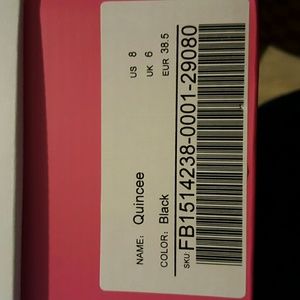 US 8
UK 6
EUR 38.5
NAME: Quincee
COLOR: Black
SKU: FB1514238-0001-29080